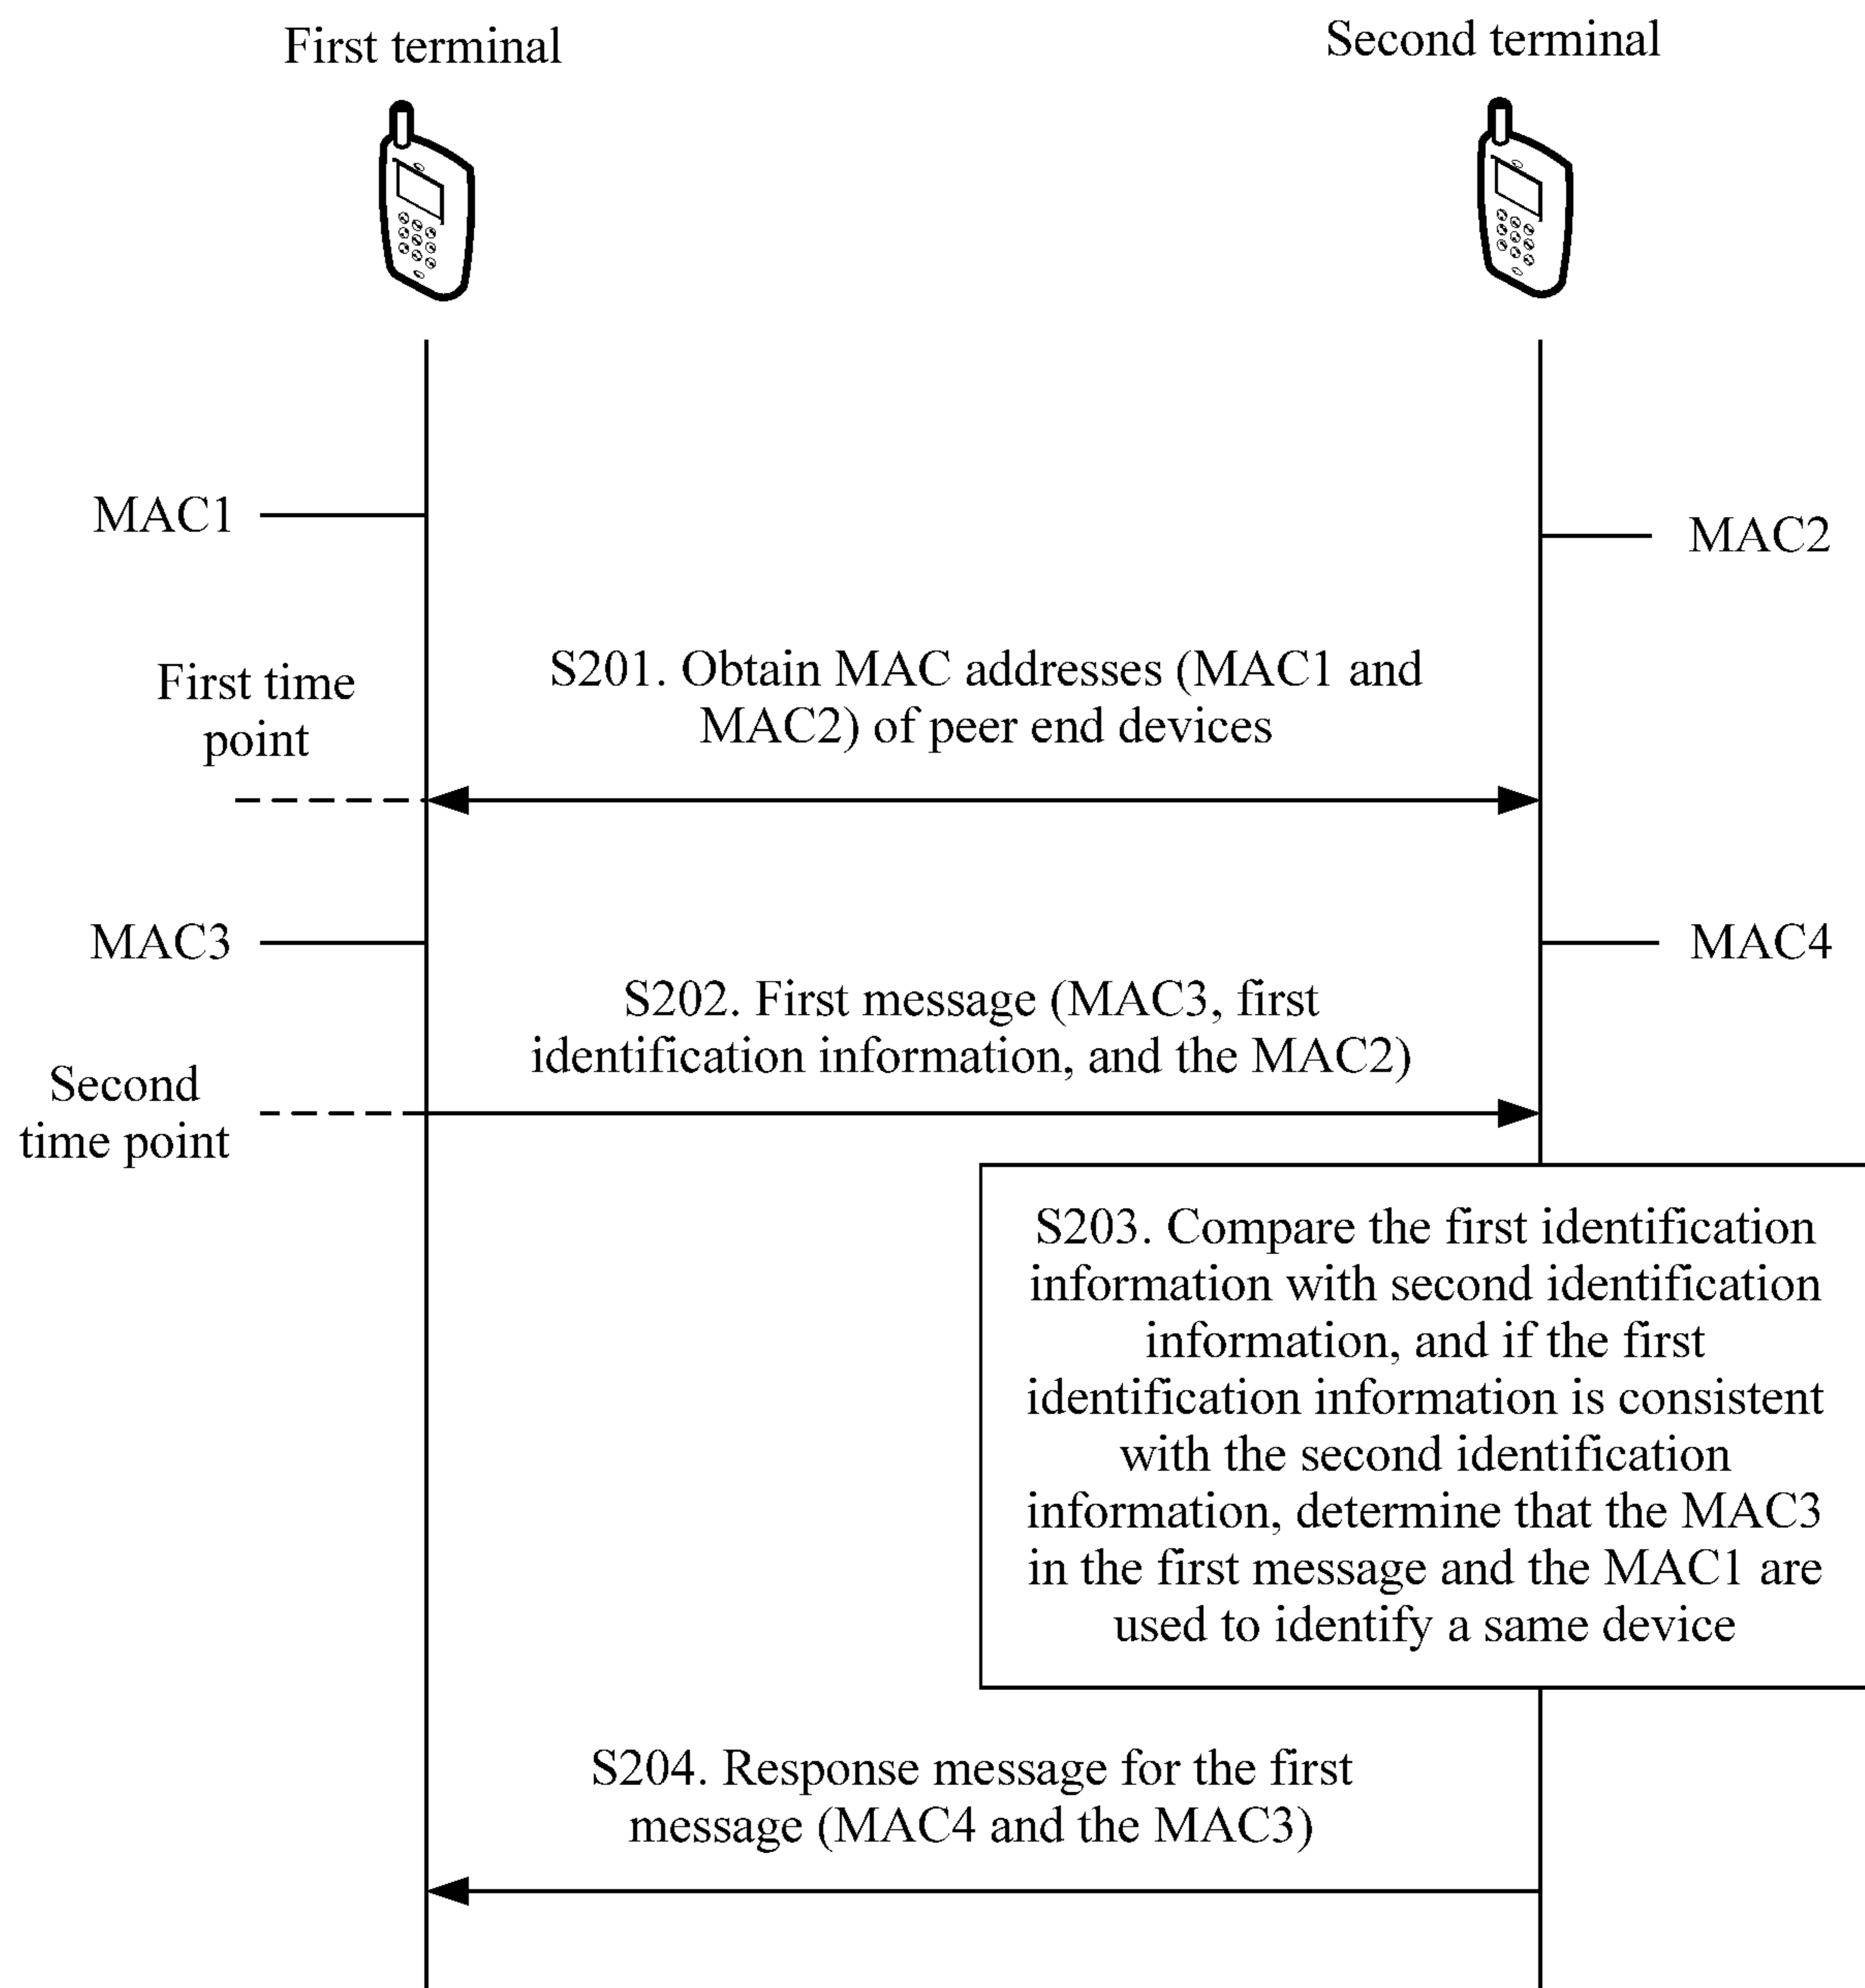 First terminal
Second terminal
MAC1
MAC2
First time
point
S201. Obtain MAC addresses (MAC1 and
MAC2) of peer end devices
MAC3
MAC4
S202. First message (MAC3, first
identification information, and the MAC2)
Second
time point
S203. Compare the first identification
information with second identification
information, and if the first
identification information is consistent
with the second identification
information, determine that the MAC3
in the first message and the MAC1 are
used to identify a same device
S204. Response message for the first
message (MAC4 and the MAC3)